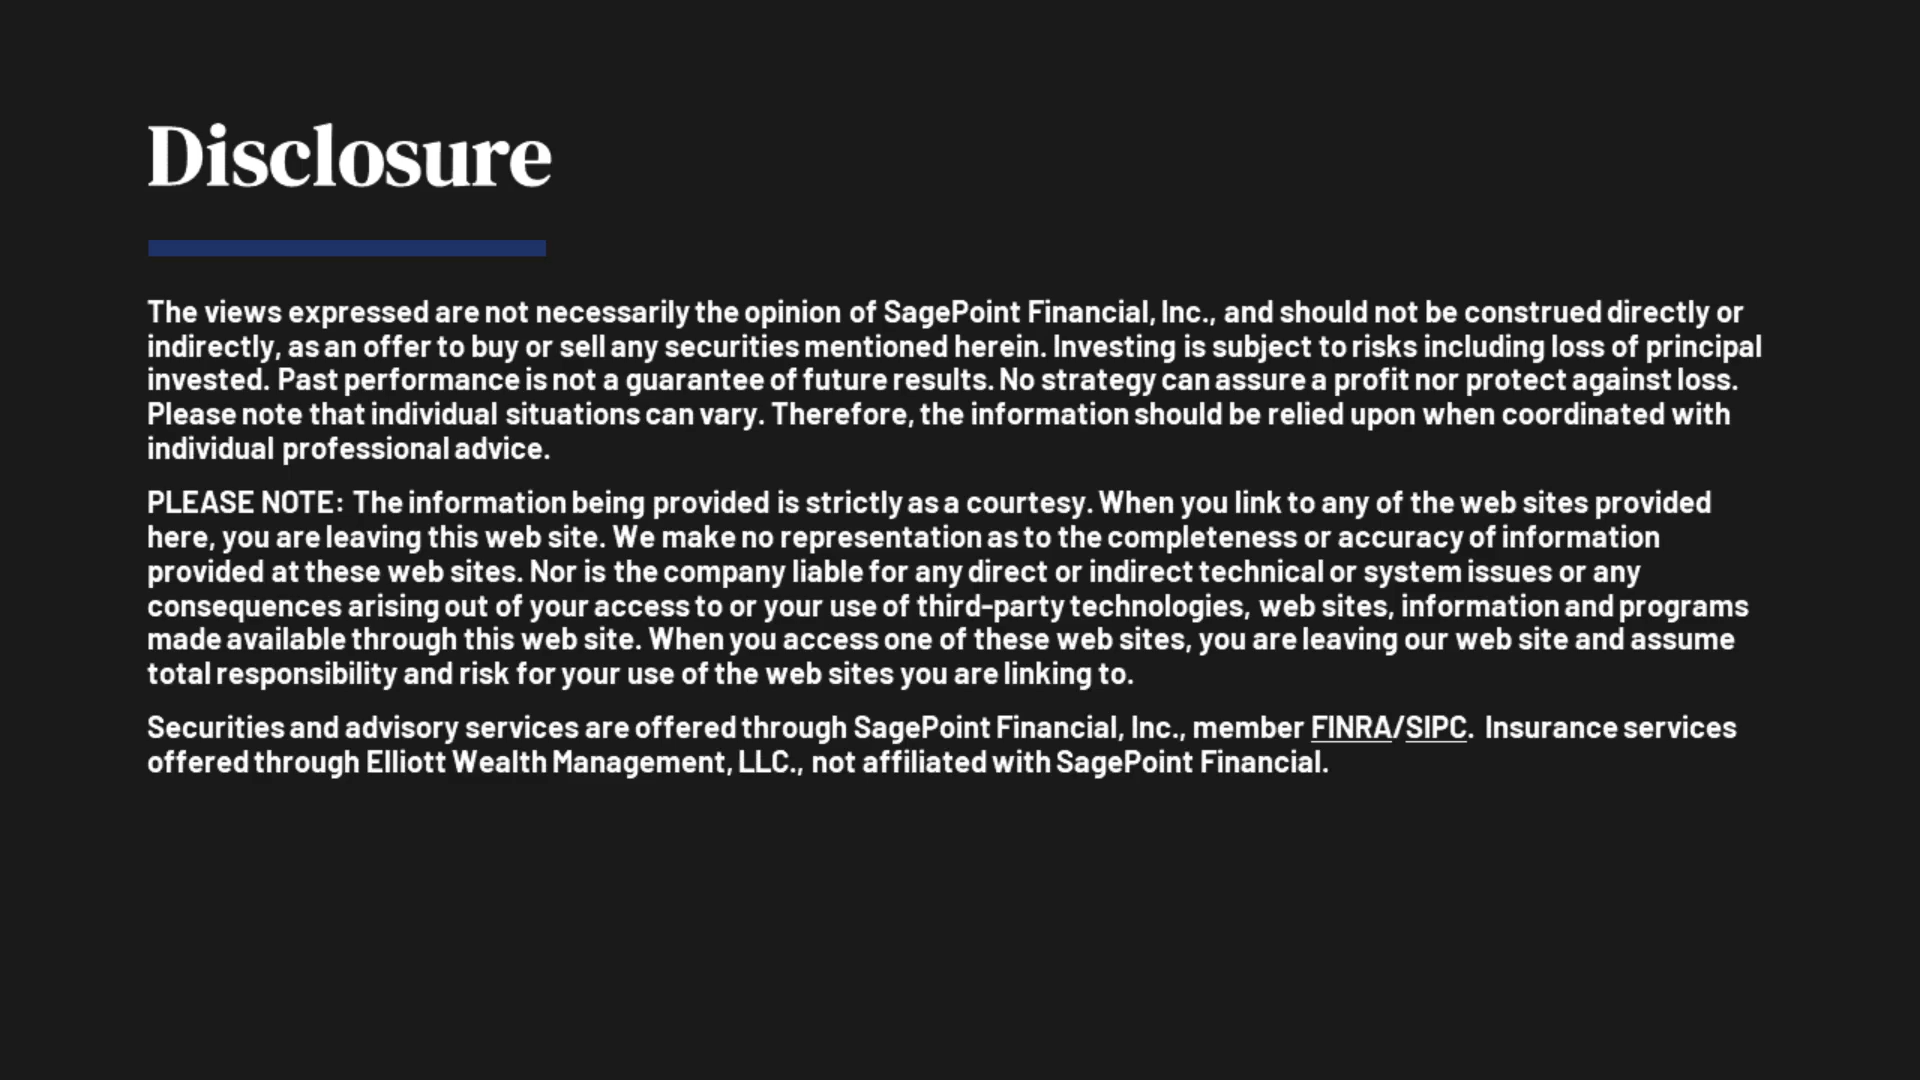 Disclosure
The views expressed are not necessarily the opinion of SagePoint Financial, Inc., and should not be construed directly or
indirectly, as an offer to buy or sell any securities mentioned herein. Investing is subject to risks including loss of principal
invested. Past performance is not a guarantee of future results. No strategy can assure a profit nor protect against loss.
Please note that individual situations can vary. Therefore, the information should be relied upon when coordinated with
individual professional advice.
PLEASE NOTE: The information being provided is strictly as a courtesy. When you link to any of the web sites provided
here, you are leaving this web site. We make no representation as to the completeness or accuracy of information
provided at these web sites. Nor is the company liable for any direct or indirect technical or system issues or any
consequences arising out of your access to or your use of third-party technologies, web sites, information and programs
made available through this web site. When you access one of these web sites, you are leaving our web site and assume
total responsibility and risk for your use of the web sites you are linking to.
Securities and advisory services are offered through SagePoint Financial, Inc., member FINRA/SIPC. Insurance services
offered through Elliott Wealth Management, LLC., not affiliated with SagePoint Financial.